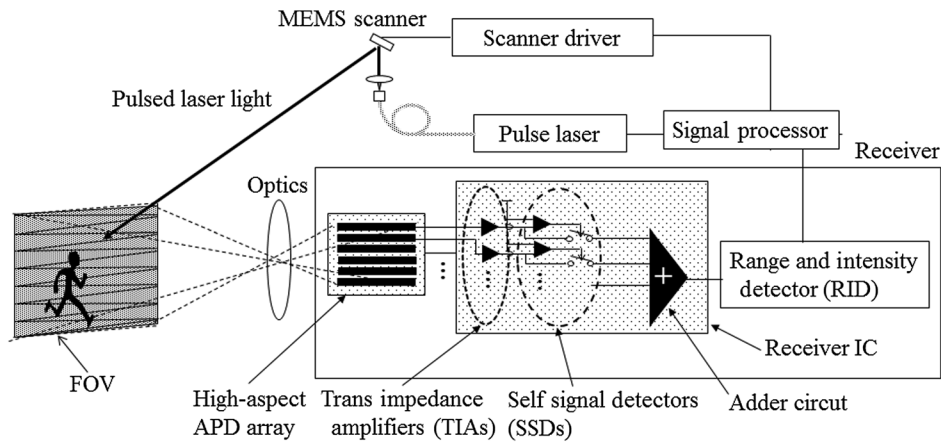 MEMS scanner
Scanner driver
Pulsed laser light
Pulse laser
Signal processor
Receiver
Optics
+
Range and intensity
detector (RID)
Receiver IC
FOV
High-aspect
APD array
Trans impedance
amplifiers (TIAs)
Self signal detectors
(SSDs)
Adder circut